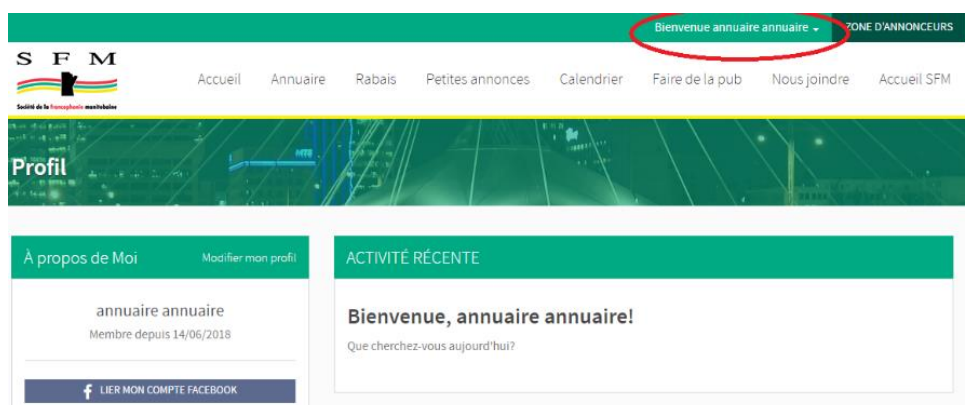 Bienvenue annuaire annuaire
ZONE D'ANNONCEURS
S F M
Société de la francophonie manitobaine
Accueil Annuaire Rabais Petites annonces Calendrier Faire de la pub Nous joindre Accueil SFM
MTS
Profil
À propos de Moi Modifier mon profil
ACTIVITÉ RÉCENTE
annuaire annuaire
Membre depuis 14/06/2018
Bienvenue, annuaire annuaire!
Que cherchez-vous aujourd'hui?
f LIER MON COMPTE FACEBOOK